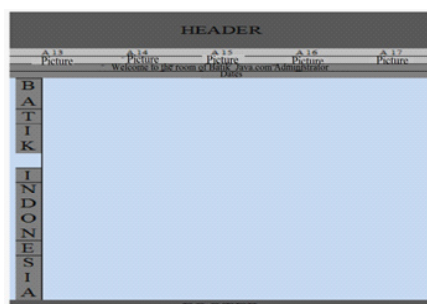 HEADER
A 13 A 14 A 15 A 16 A 17
Picture Picture Picture Picture Picture
Welcome to the room of Batik Java.com Administrator
Dates
B
A
T
I
K
I
N
D
O
N
E
S
I
A